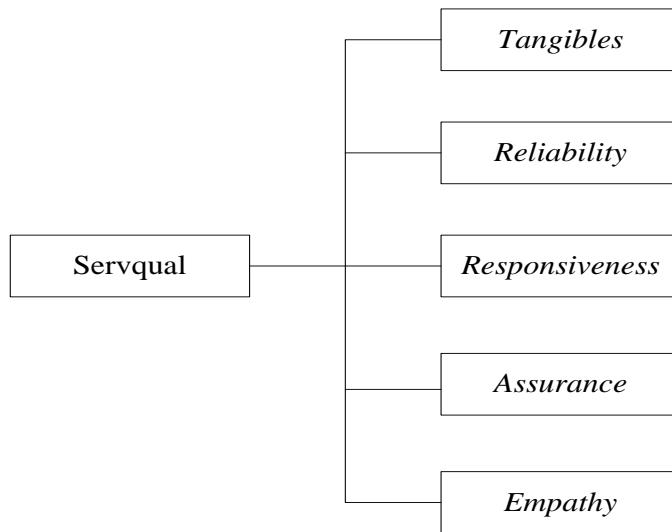 Tangibles
Reliability
Servqual
Responsiveness
Assurance
Empathy